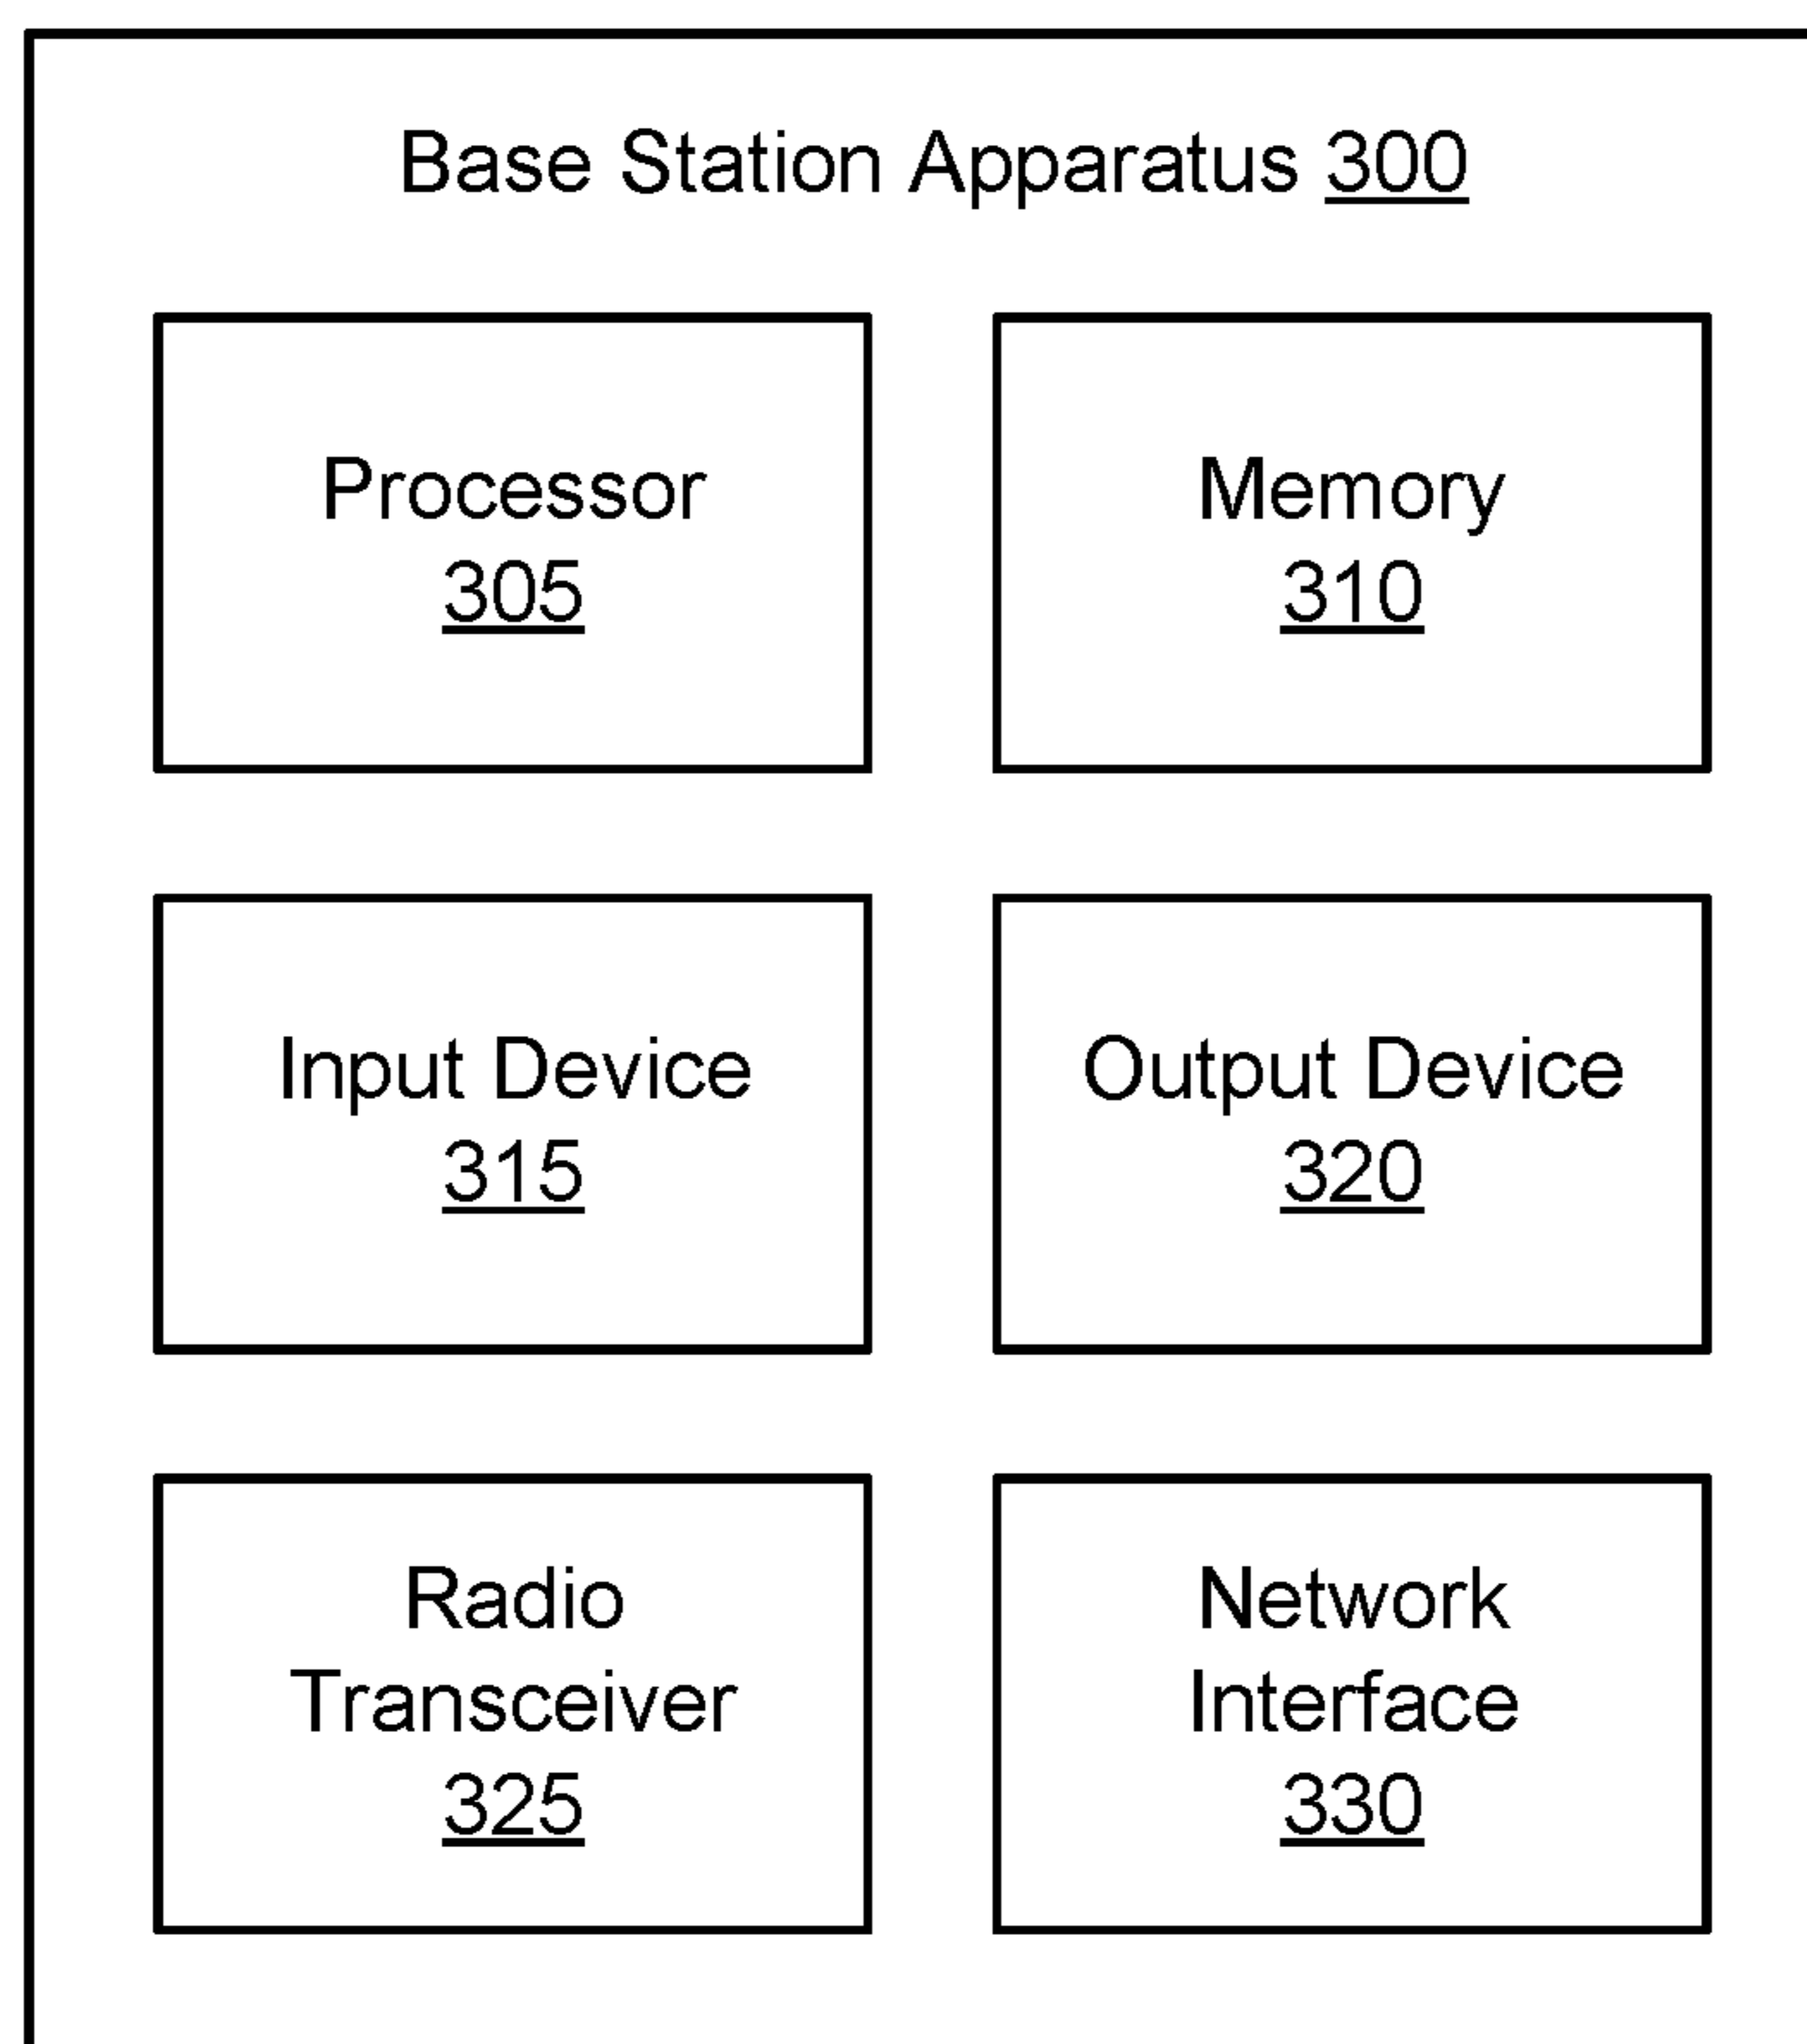 Base Station Apparatus 300
Processor
305
Memory
310
Input Device
315
Output Device
320
Radio
Transceiver
325
Network
Interface
330